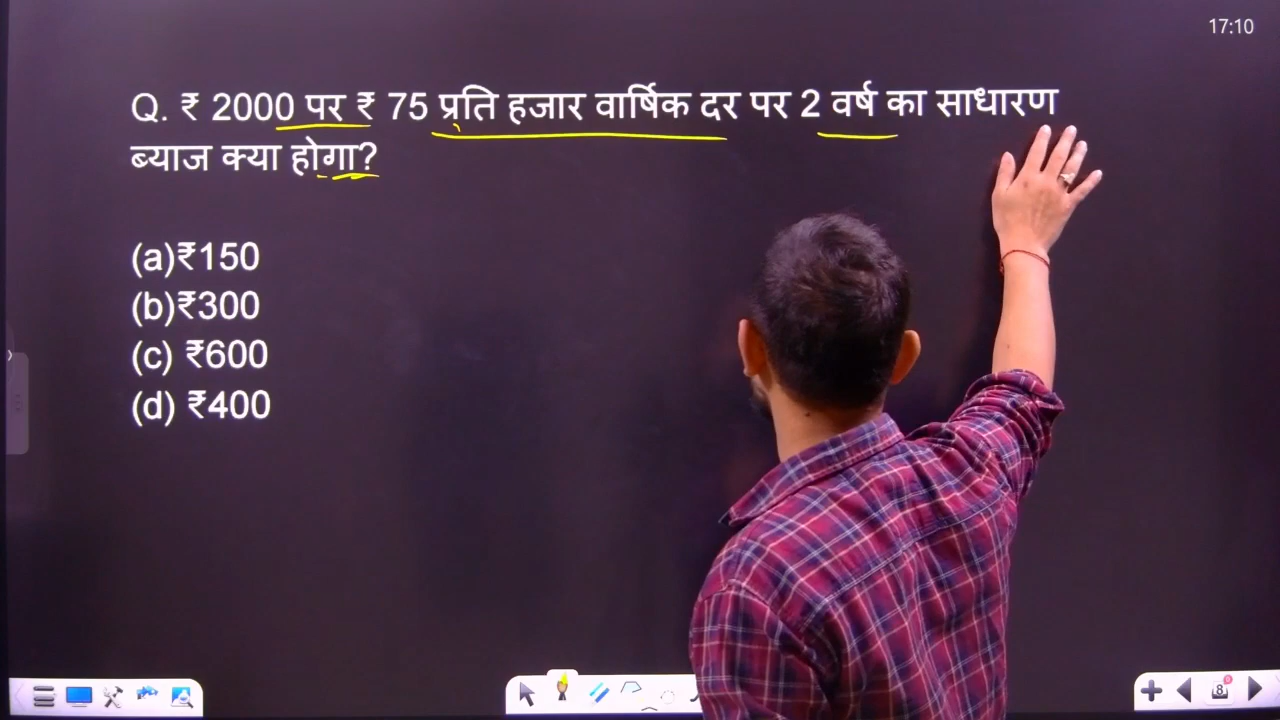 17:10
Q. ₹ 2000 पर ₹ 75 प्रति हजार वार्षिक दर पर 2 वर्ष का साधारण
ब्याज क्या होगा?
(a)₹150
(b)₹300
(c) ₹600
(d) ₹400
8